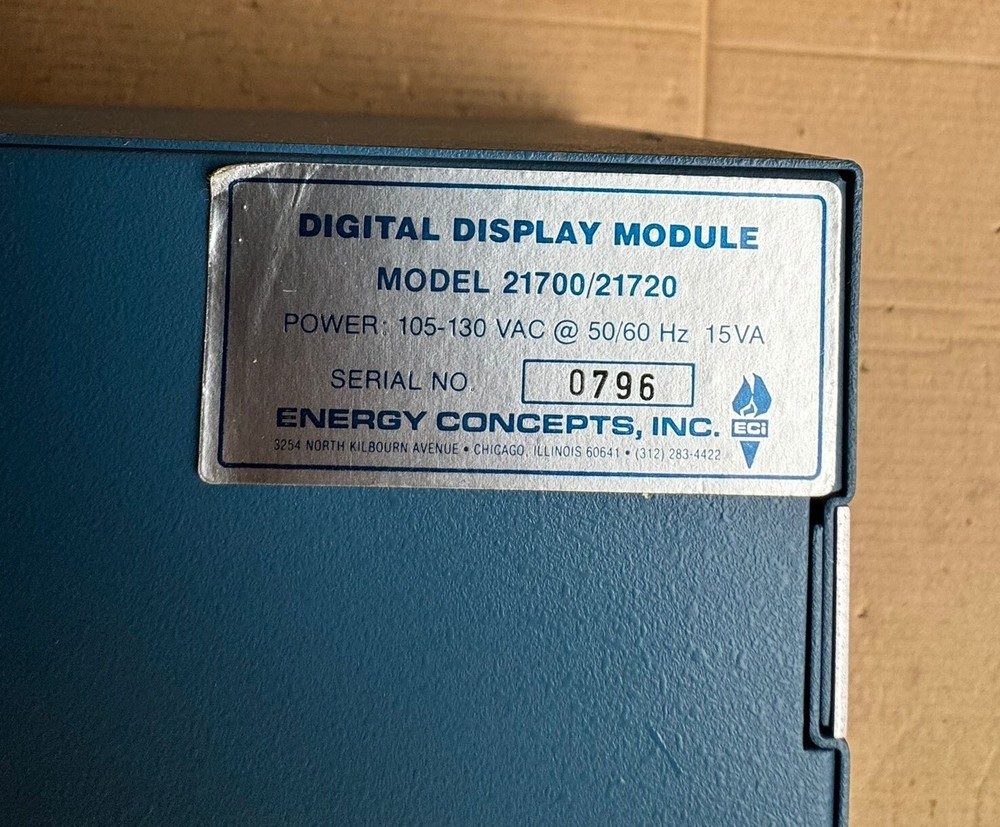 DIGITAL DISPLAY MODULE
MODEL 21700/21720
POWER: 105-130 VAC @ 50/60 Hz 15VA
SERIAL NO. 0796
ENERGY CONCEPTS, INC.
ECi
3254 NORTH KILBOURN AVENUE • CHICAGO, ILLINOIS 60641 • (312) 283-4422